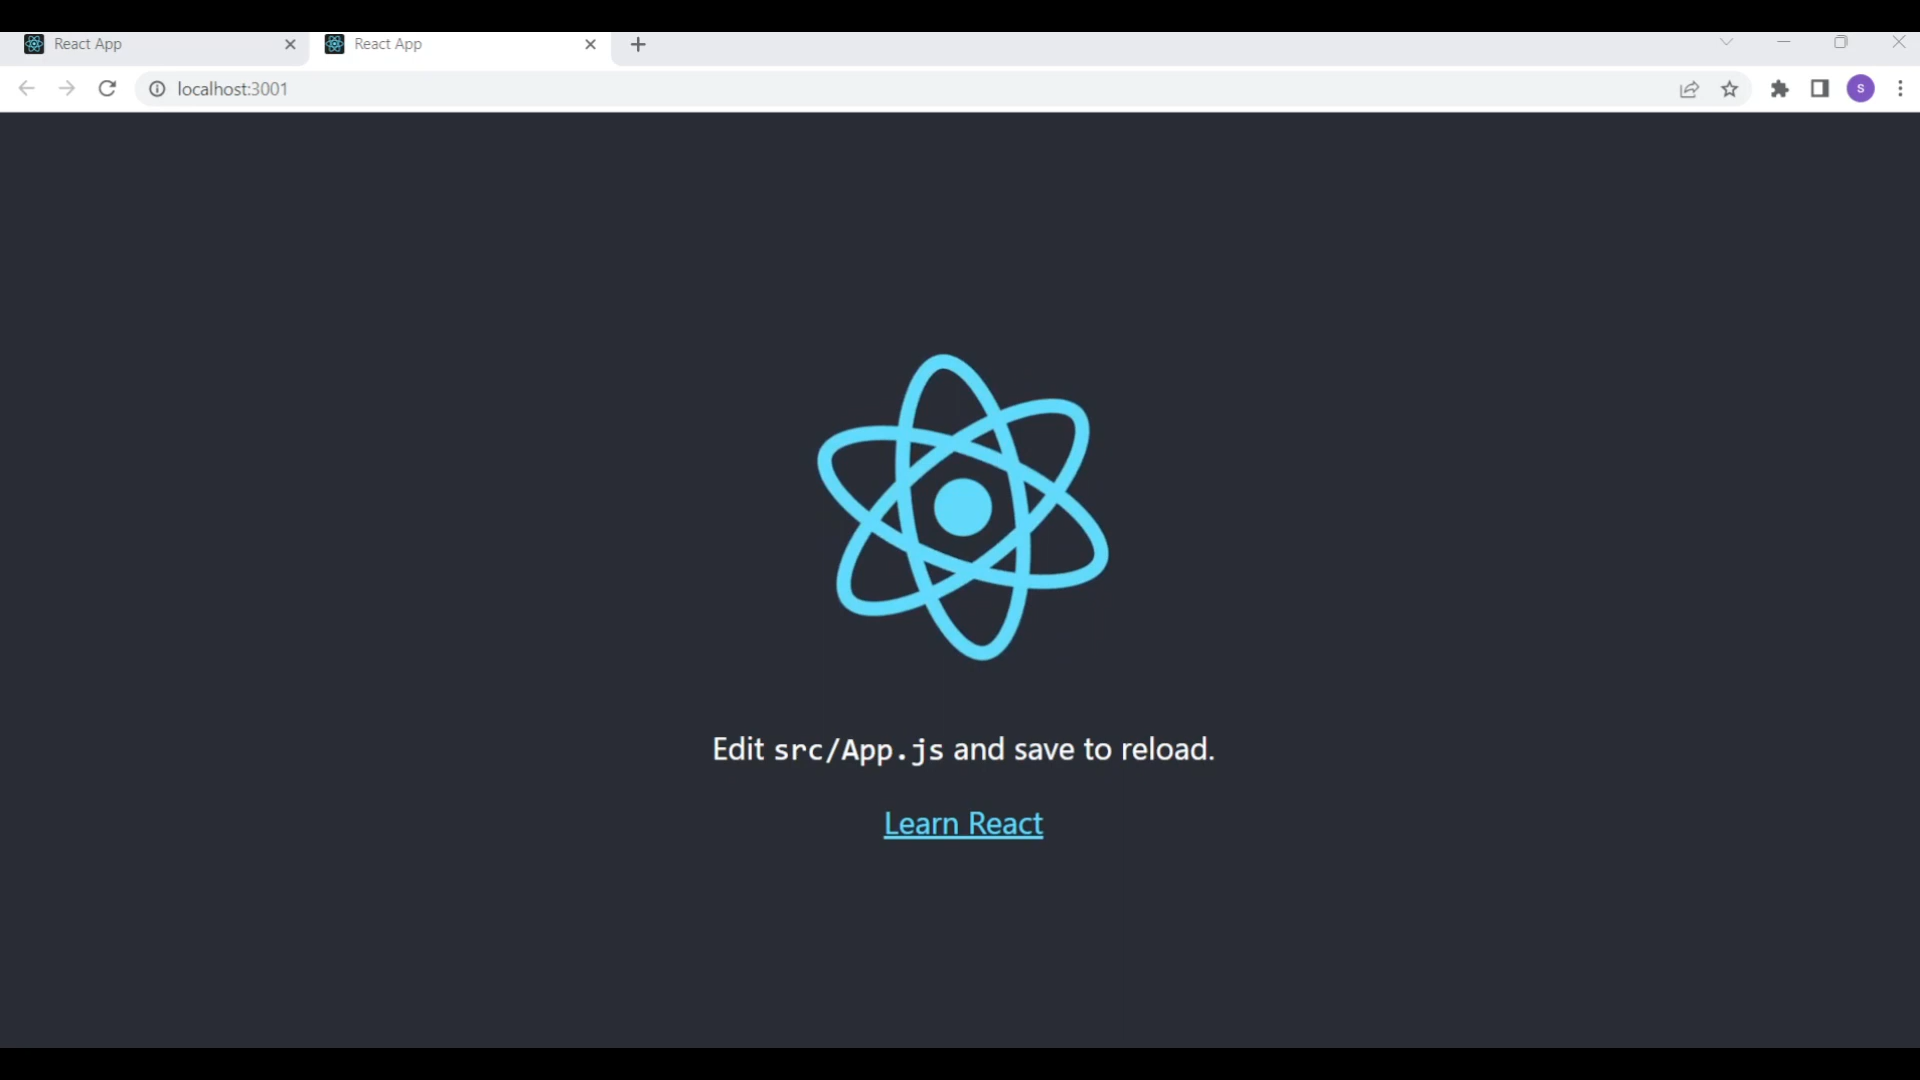 React App
React App
localhost:3001
S
Edit src/App.js and save to reload.
Learn React